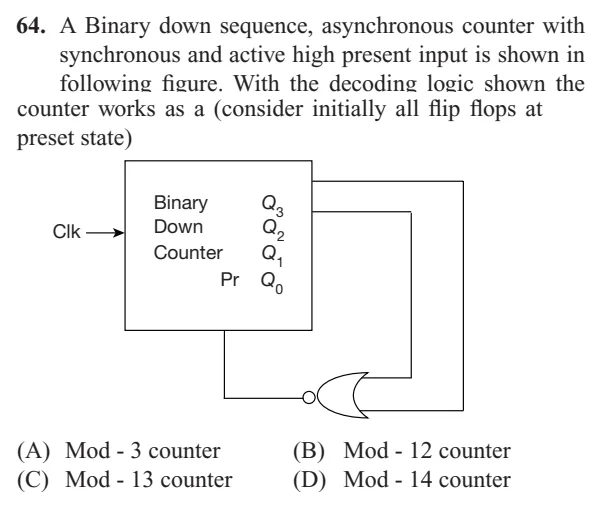 64. A Binary down sequence, asynchronous counter with
synchronous and active high present input is shown in
following figure. With the decoding logic shown the
counter works as a (consider initially all flip flops at
preset state)
Binary Q3
Clk Down Q2
Counter Q1
Pr Q0
(A) Mod - 3 counter (B) Mod - 12 counter
(C) Mod - 13 counter (D) Mod - 14 counter